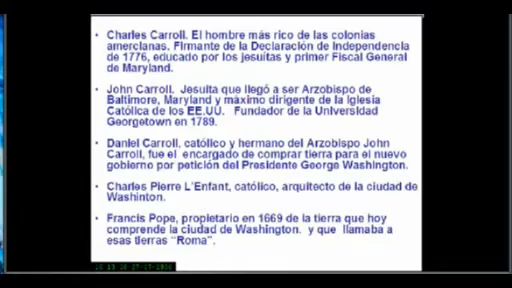 • Charles Carroll. El hombre más rico de las colonias
amercianas. Firmante de la Declaración de Independencia
de 1776, educado por los jesuitas y primer Fiscal General
de Maryland.
• John Carroll. Jesuita que llegó a ser Arzobispo de
Baltimore, Maryland y máximo dirigente de la Iglesia
Católica de los EE.UU. Fundador de la Universidad
Georgetown en 1789.
• Daniel Carroll, católico y hermano del Arzobispo John
Carroll, fue el encargado de comprar tierra para el nuevo
gobierno por petición del Presidente George Washington.
• Charles Pierre L'Enfant, católico, arquitecto de la ciudad de
Washinton.
• Francis Pope, propietario en 1669 de la tierra que hoy
comprende la ciudad de Washington. y que llamaba a
esas tierras “Roma”.